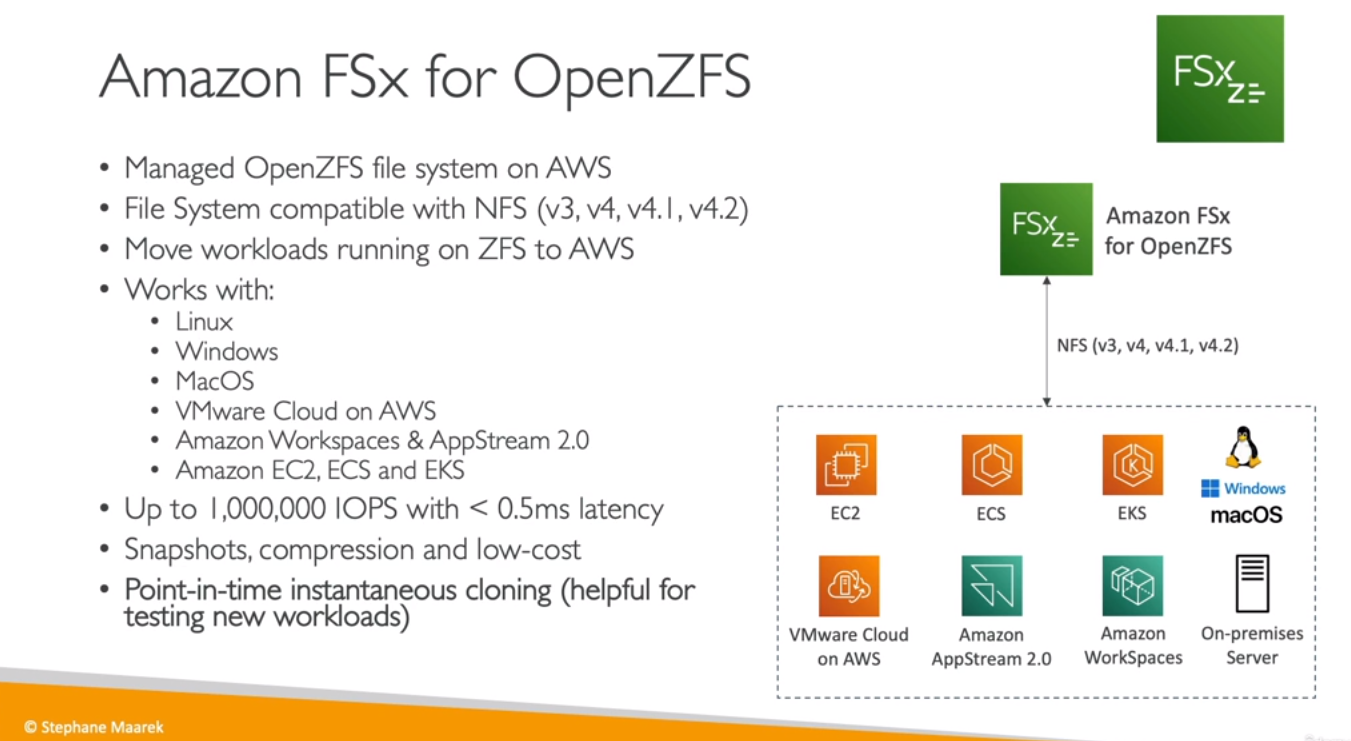 Amazon FSx for OpenZFS
FSx
• Managed OpenZFS file system on AWS
• File System compatible with NFS (v3, v4, v4.1, v4.2)
• Move workloads running on ZFS to AWS
• Works with:
• Linux
• Windows
• MacOS
• VMware Cloud on AWS
• Amazon Workspaces & AppStream 2.0
• Amazon EC2, ECS and EKS
• Up to 1,000,000 IOPS with < 0.5ms latency
• Snapshots, compression and low-cost
• Point-in-time instantaneous cloning (helpful for
testing new workloads)
FSx
Amazon FSx
for OpenZFS
NFS (v3, v4, v4.1, v4.2)
EC2
ECS
EKS
Windows
macOS
VMware Cloud
on AWS
Amazon
AppStream 2.0
Amazon
WorkSpaces
On-premises
Server
© Stephane Maarek